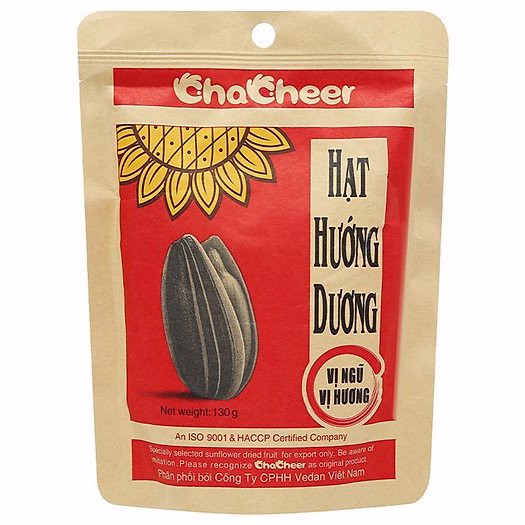 ChaCheer
HẠT
HƯỚNG
DƯƠNG
VỊ NGŨ
VỊ HƯƠNG
Net weight: 130 g
An ISO 9001 & HACCP Certified Company
Specially selected sunflower dried fruit for export only. Be aware of
imitation. Please recognize ChaCheer as original product.
Phân phối bởi Công Ty CPHH Vedan Việt Nam